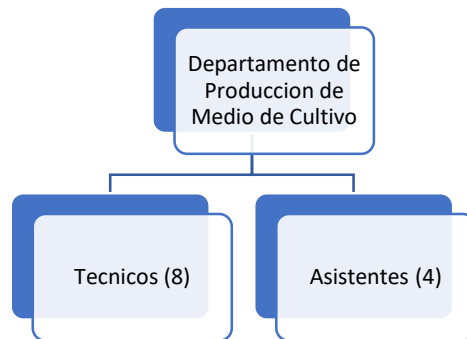 Departamento de
Produccion de
Medio de Cultivo
Tecnicos (8)
Asistentes (4)